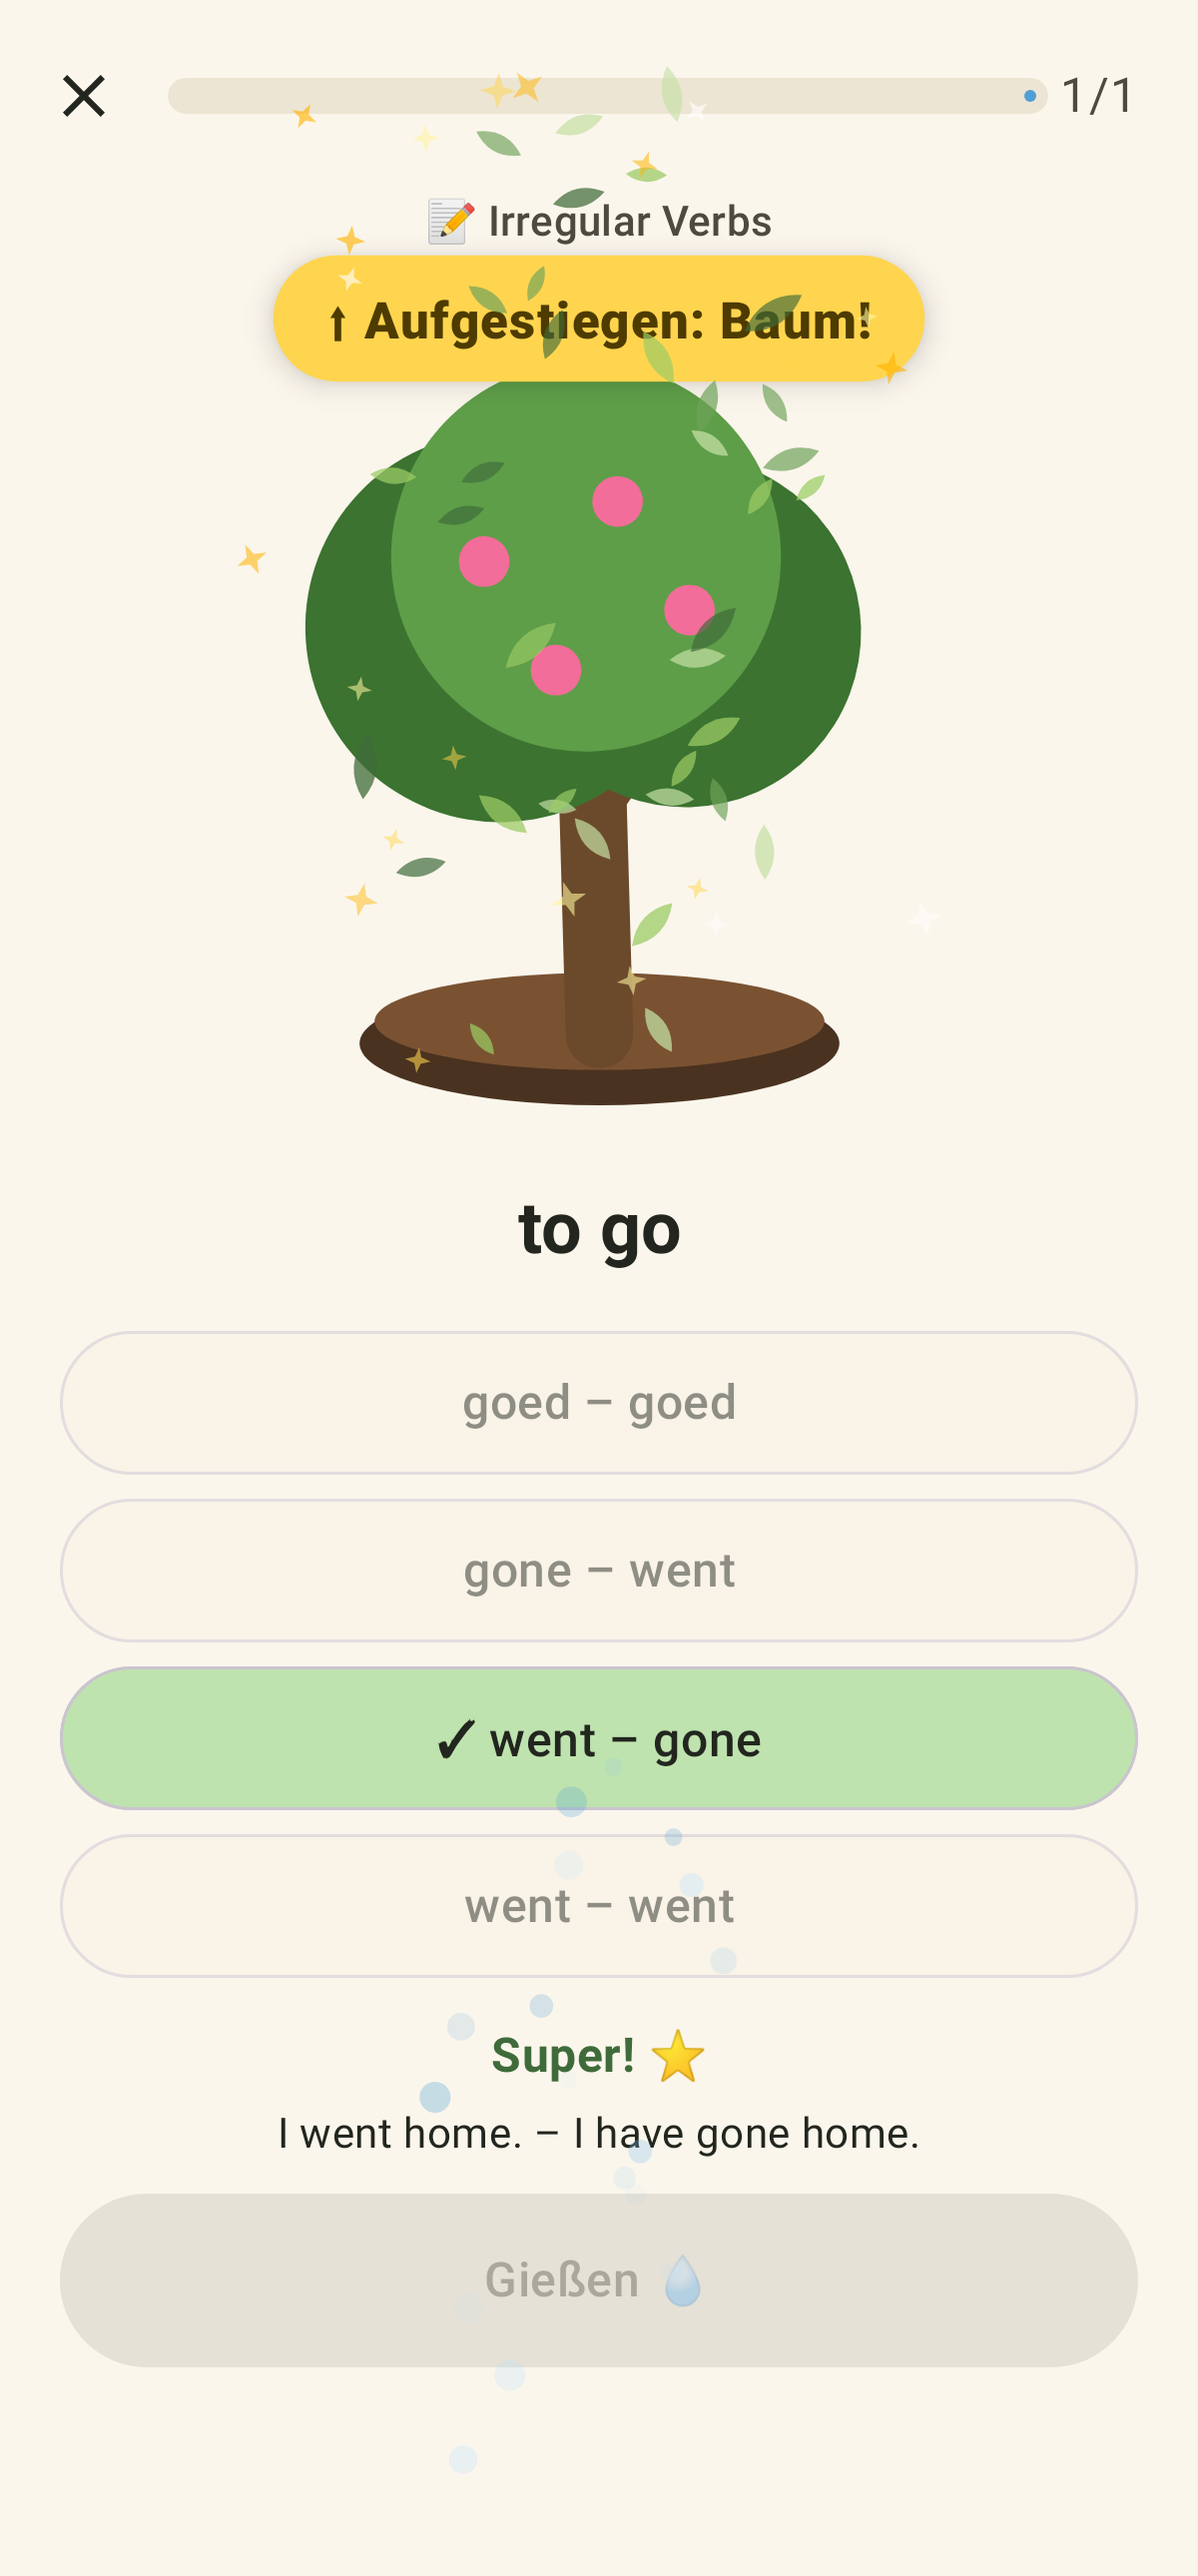 1/1
📝 Irregular Verbs
⬆ Aufgestiegen: Baum!
to go
goed – goed
gone – went
✓ went – gone
went – went
Super! ⭐
I went home. – I have gone home.
Gießen 💧